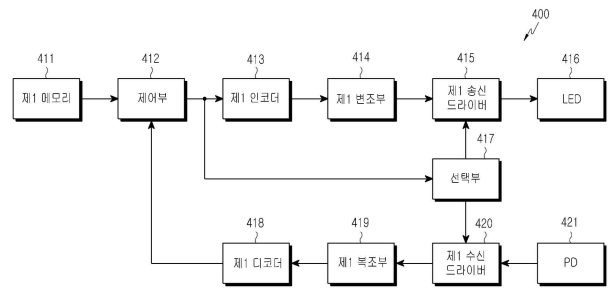 400
411
412
413
414
415
416
제1 메모리
제어부
제1 인코더
제1 변조부
제1 송신
드라이버
LED
417
선택부
418
419
420
421
제1 디코더
제1 복조부
제1 수신
드라이버
PD